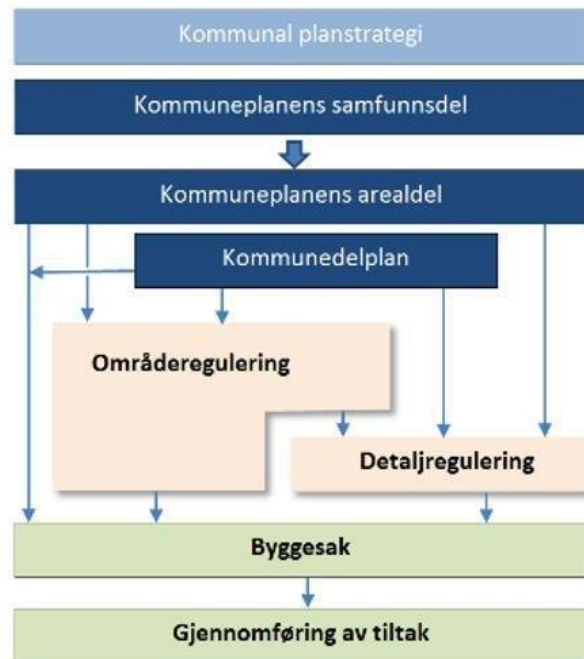 Kommunal planstrategi
Kommuneplanens samfunnsdel
Kommuneplanens arealdel
Kommunedelplan
Områderegulering
Detaljregulering
Byggesak
Gjennomføring av tiltak